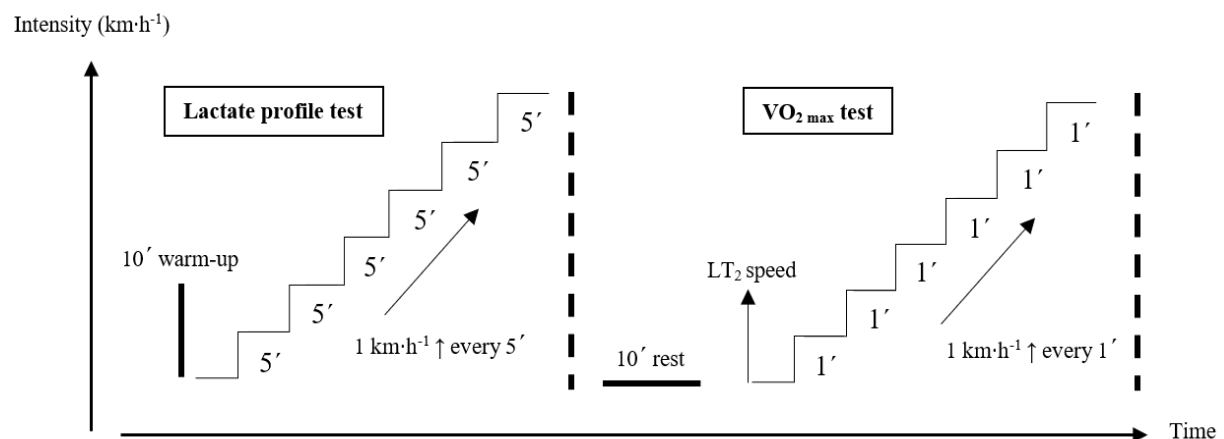 Intensity (km·h⁻¹)
Lactate profile test
VO₂ max test
5´
1´
5´
1´
5´
1´
5´
1´
10´ warm-up
LT₂ speed
5´
1´
5´
1´
1 km·h⁻¹ ↑ every 5´
10´ rest
1 km·h⁻¹ ↑ every 1´
Time